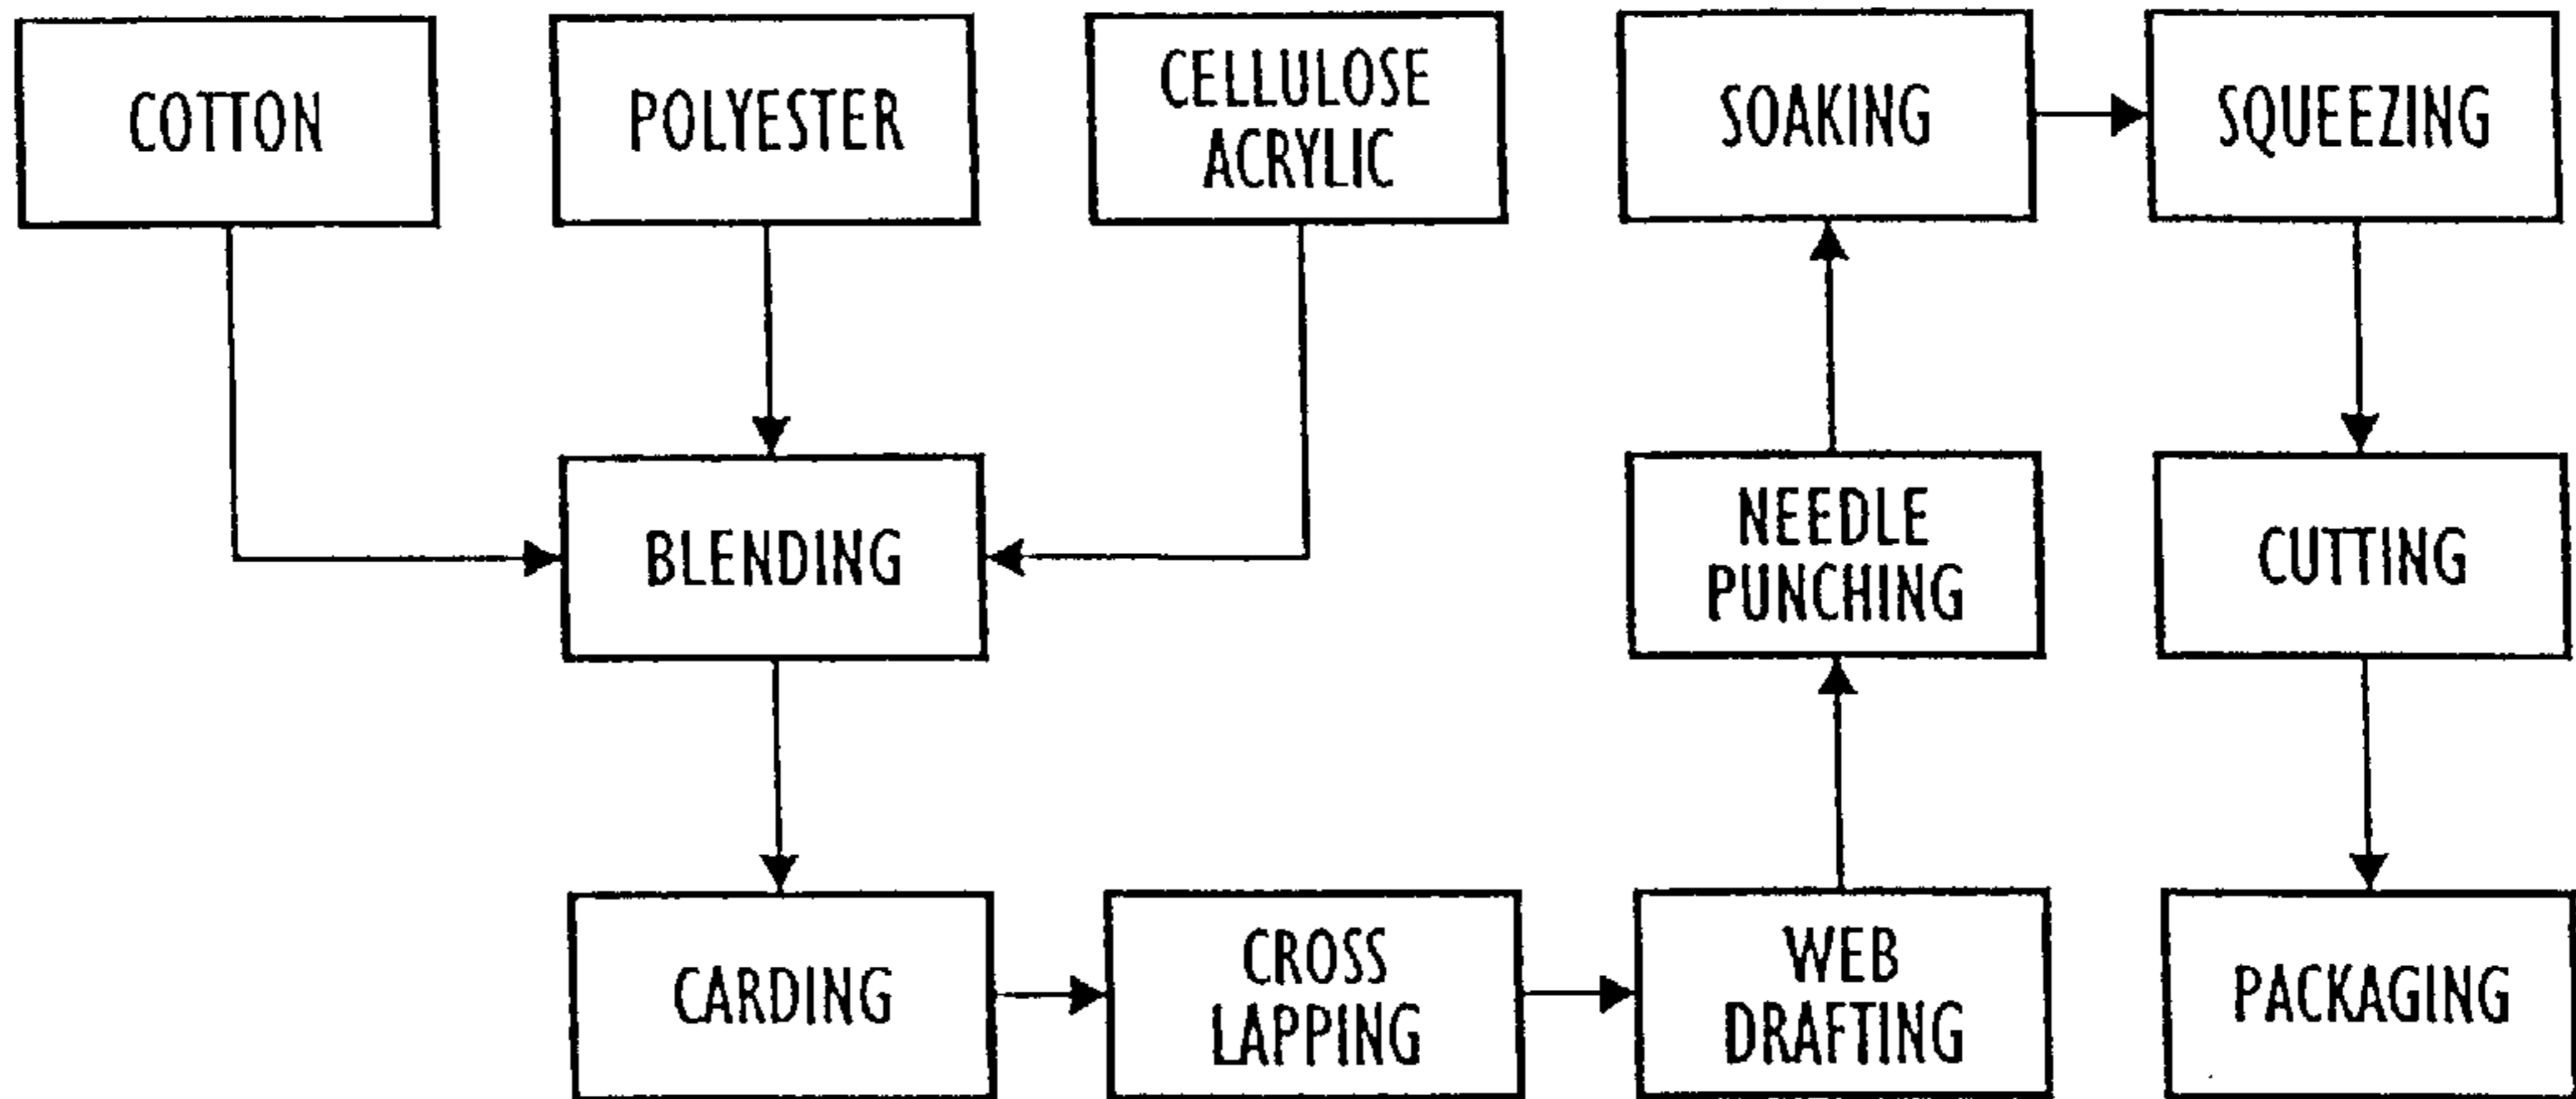 COTTON
POLYESTER
CELLULOSE
ACRYLIC
SOAKING
SQUEEZING
BLENDING
NEEDLE
PUNCHING
CUTTING
CARDING
CROSS
LAPPING
WEB
DRAFTING
PACKAGING